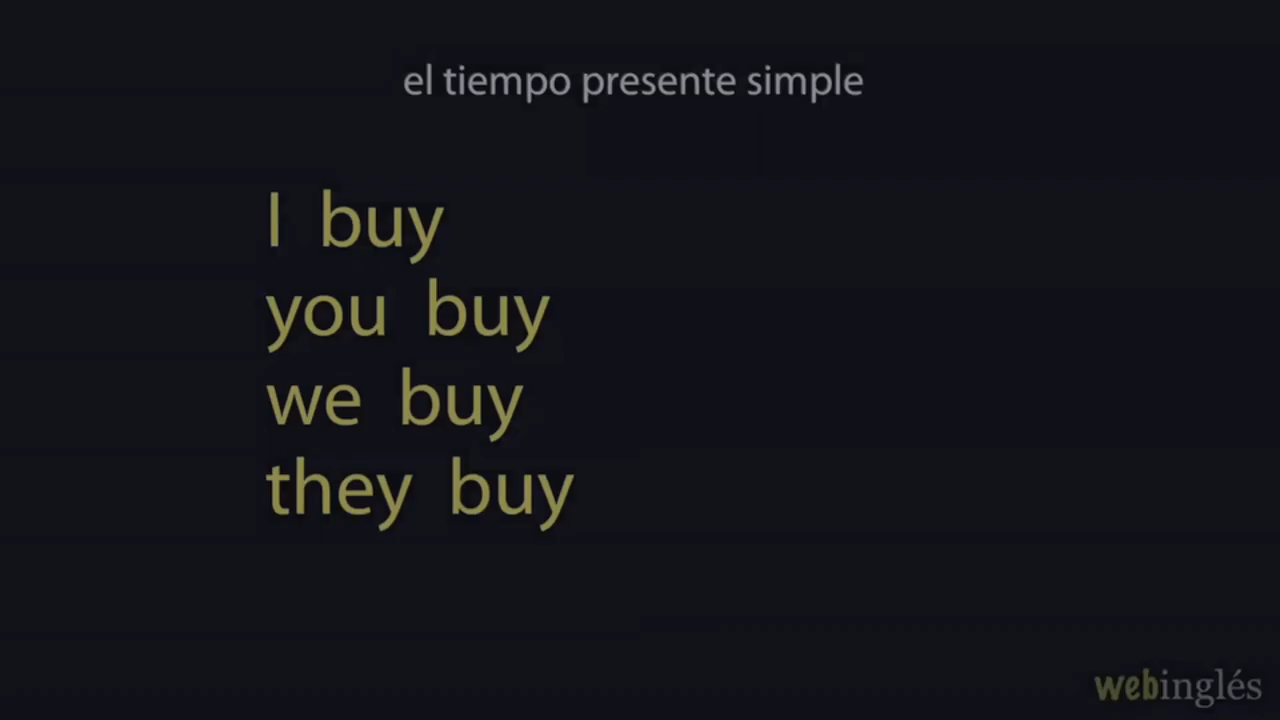 el tiempo presente simple
I buy
you buy
we buy
they buy
webinglés